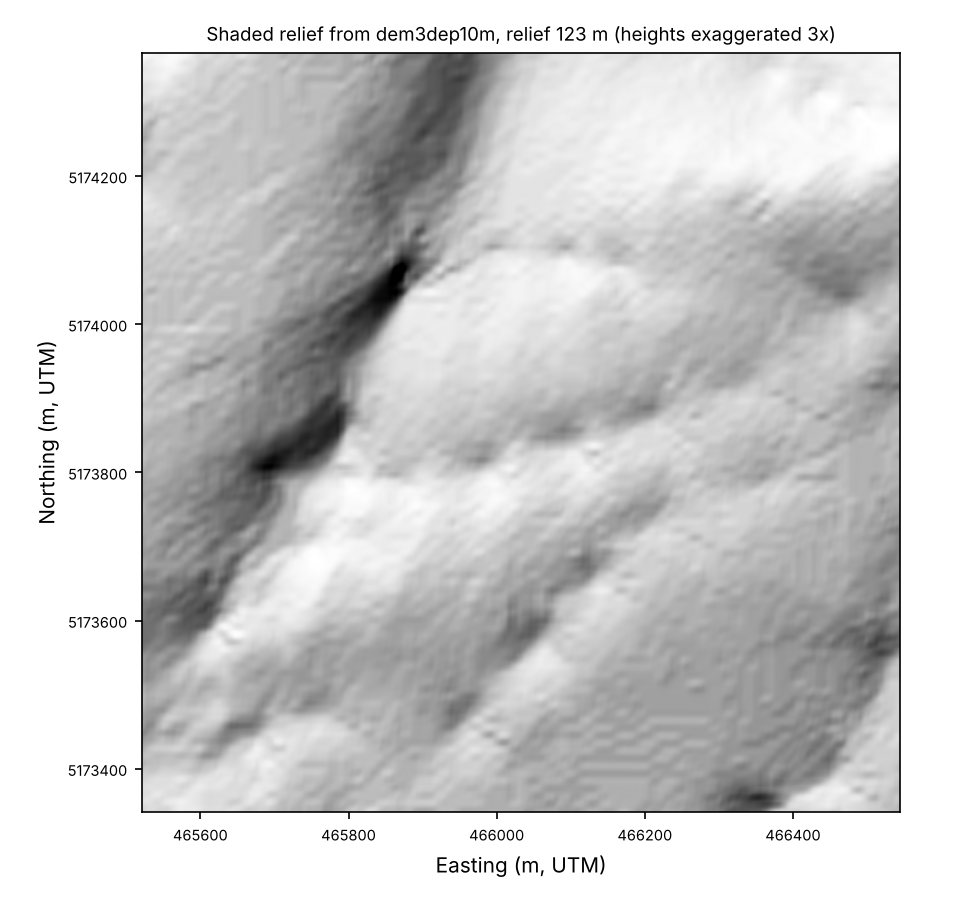 Shaded relief from dem3dep10m, relief 123 m (heights exaggerated 3x)
5174200
5174000
5173800
5173600
5173400
Northing (m, UTM)
465600 465800 466000 466200 466400
Easting (m, UTM)